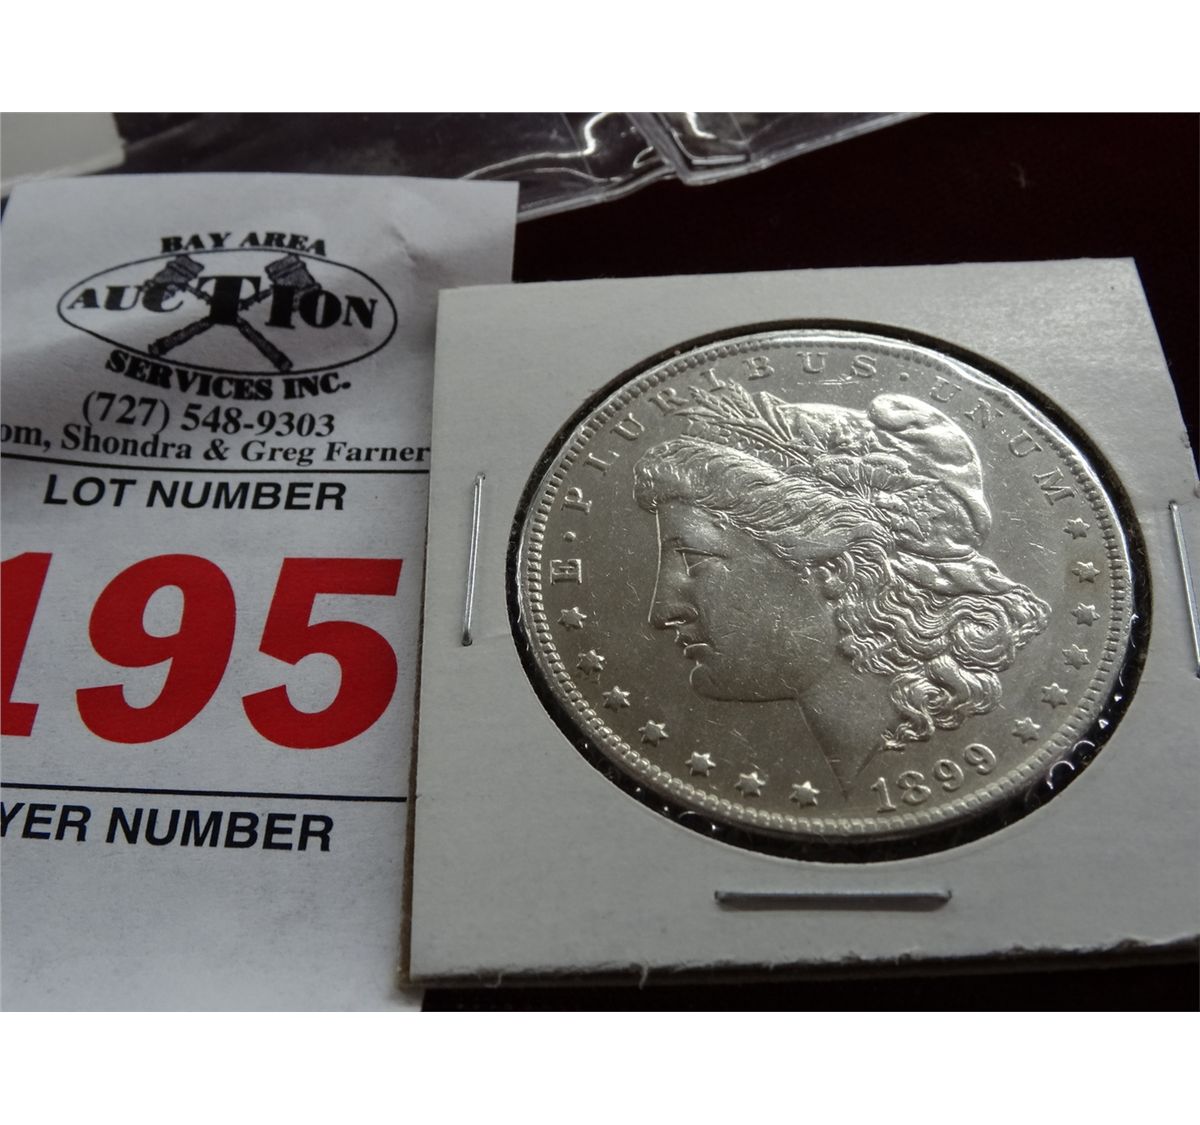 BAY AREA
AUCTION
SERVICES INC.
(727) 548-9303
om, Shondra & Greg Farner
LOT NUMBER
195
YER NUMBER
E · PLURIBUS · UNUM
1899